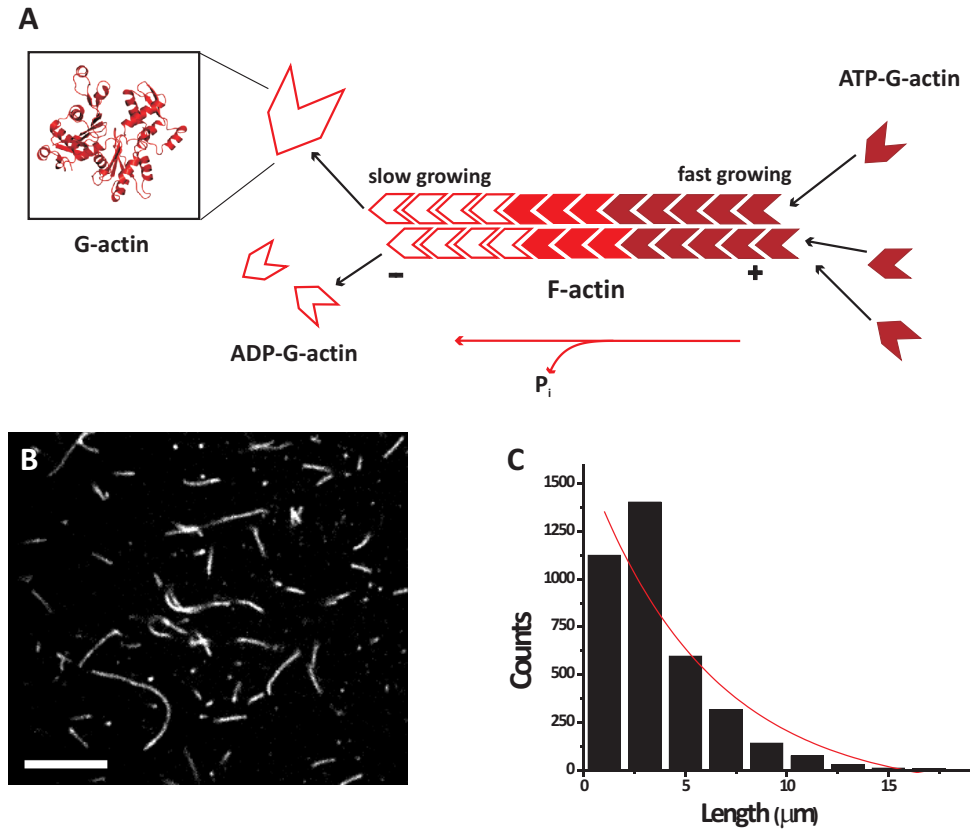 A
ATP-G-actin
slow growing
fast growing
G-actin
-
+
F-actin
ADP-G-actin
Pi
B
C
1500
1250
1000
750
500
250
0
Counts
0
5
10
15
Length (μm)